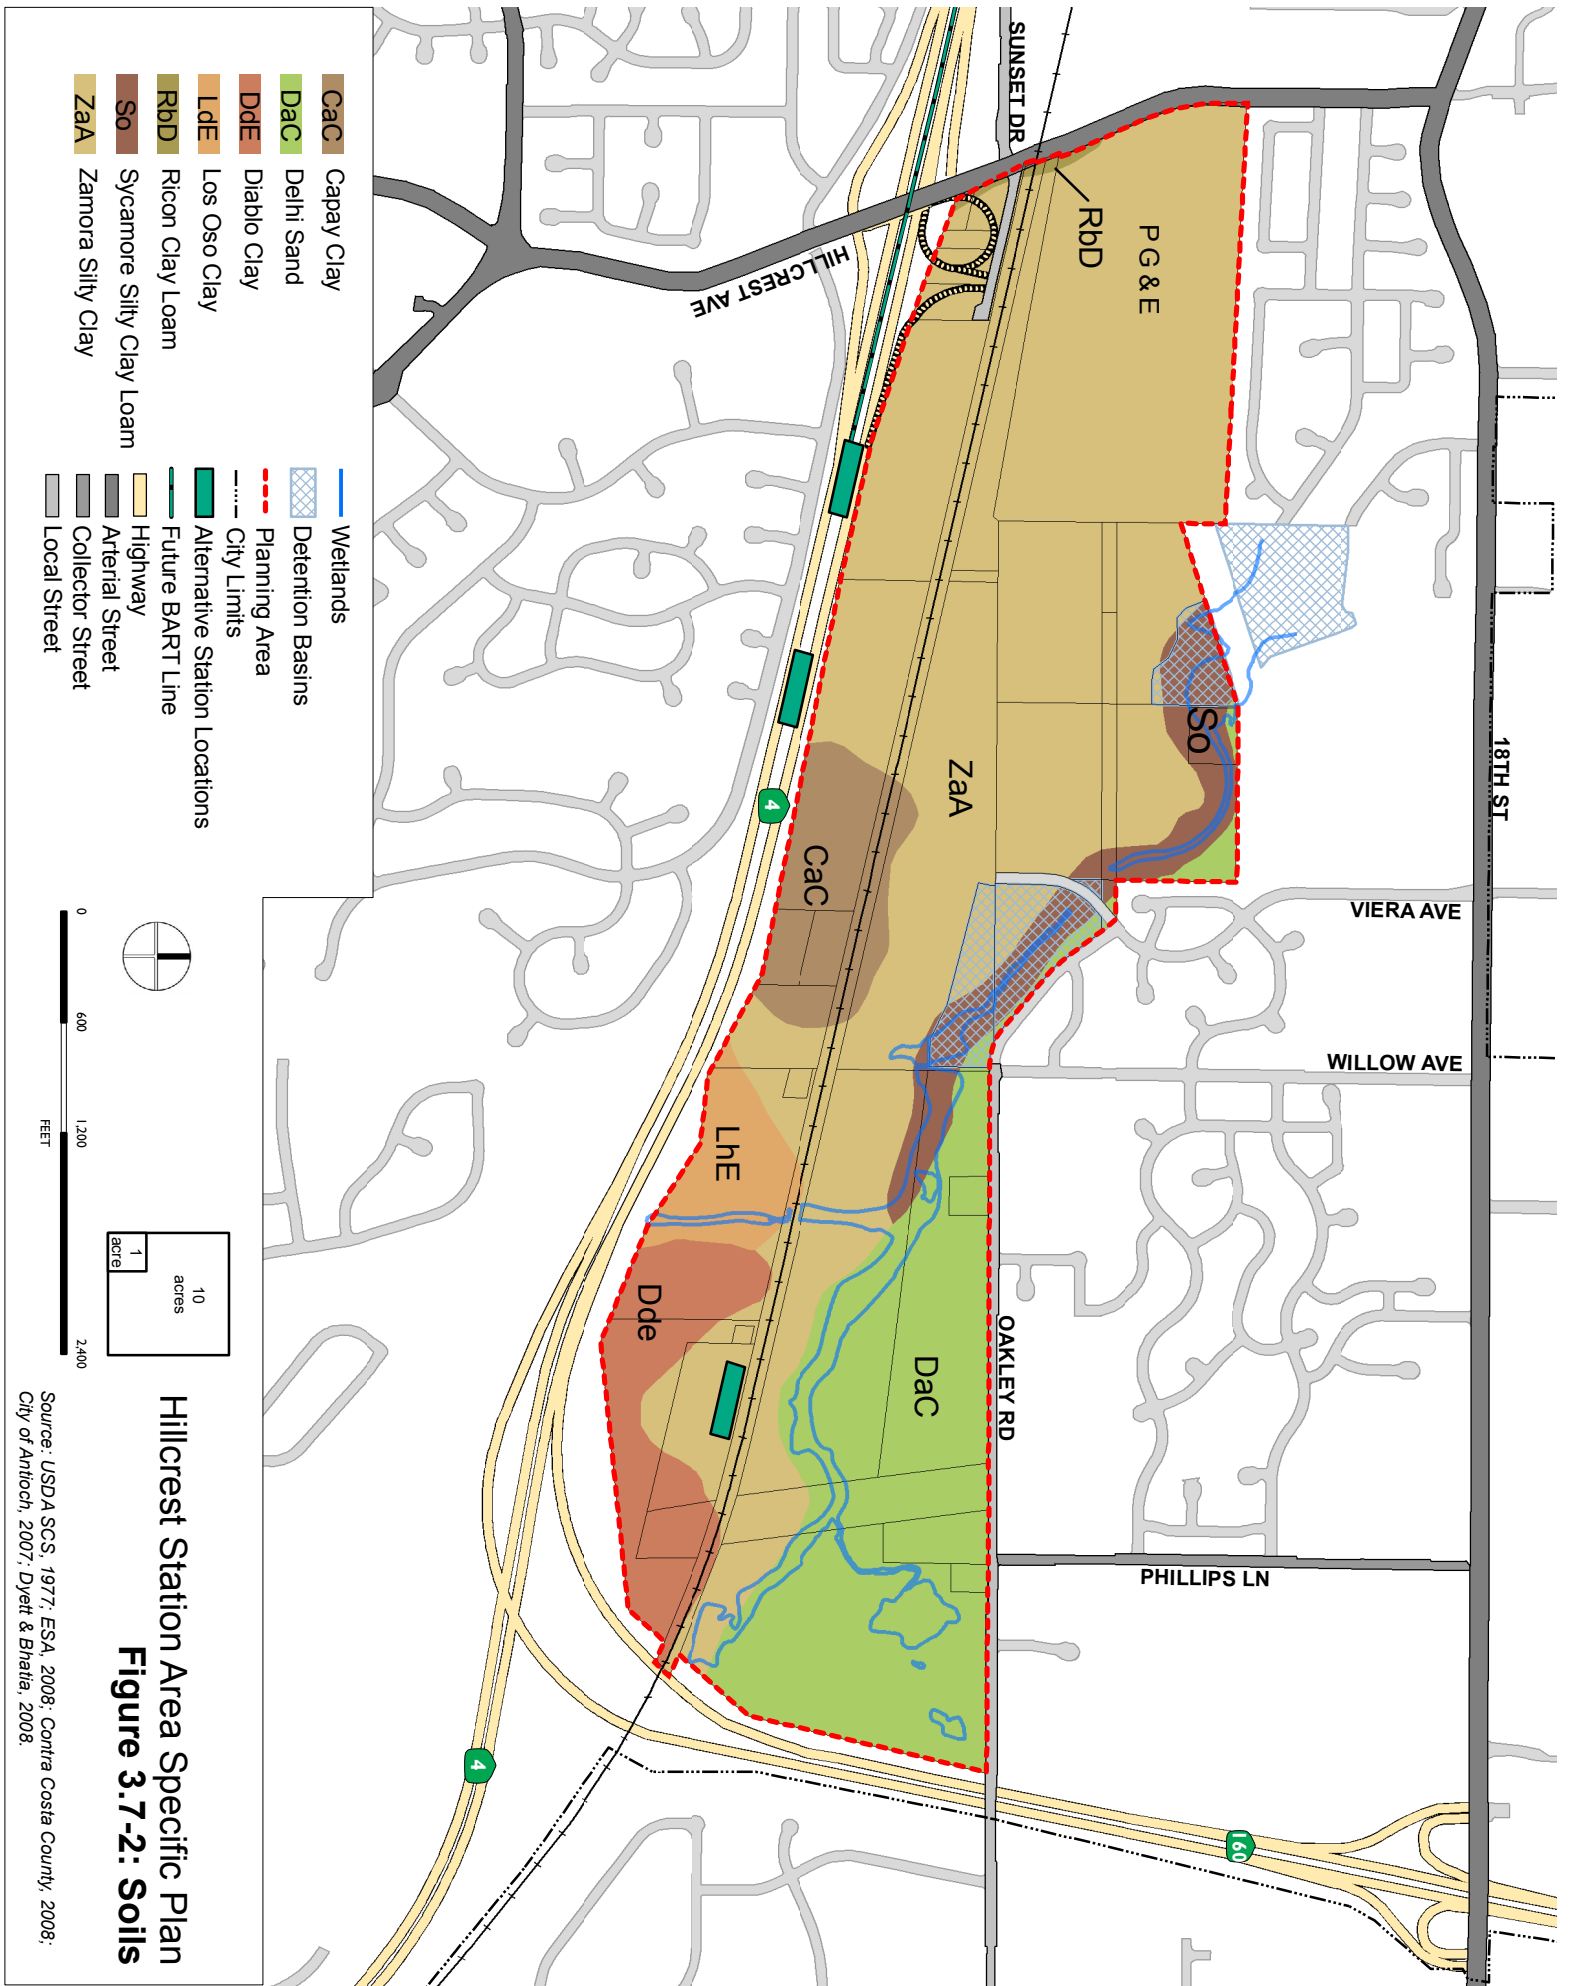 18TH ST
SUNSET DR
P G & E
RbD
HILLCREST AVE
So
ZaA
CaC
4
VIERA AVE
WILLOW AVE
LhE
Dde
DaC
OAKLEY RD
PHILLIPS LN
160
4
CaC Capay Clay
DaC Delhi Sand
DdE Diablo Clay
LdE Los Oso Clay
RbD Ricon Clay Loam
So Sycamore Silty Clay Loam
ZaA Zamora Silty Clay
Wetlands
Detention Basins
Planning Area
City Limits
Alternative Station Locations
Future BART Line
Highway
Arterial Street
Collector Street
Local Street
0 600 1,200 2,400
FEET
10
acres
1
acre
Hillcrest Station Area Specific Plan
Figure 3.7-2: Soils
Source: USDA SCS, 1977; ESA, 2008; Contra Costa County, 2008;
City of Antioch, 2007; Dyett & Bhatia, 2008.